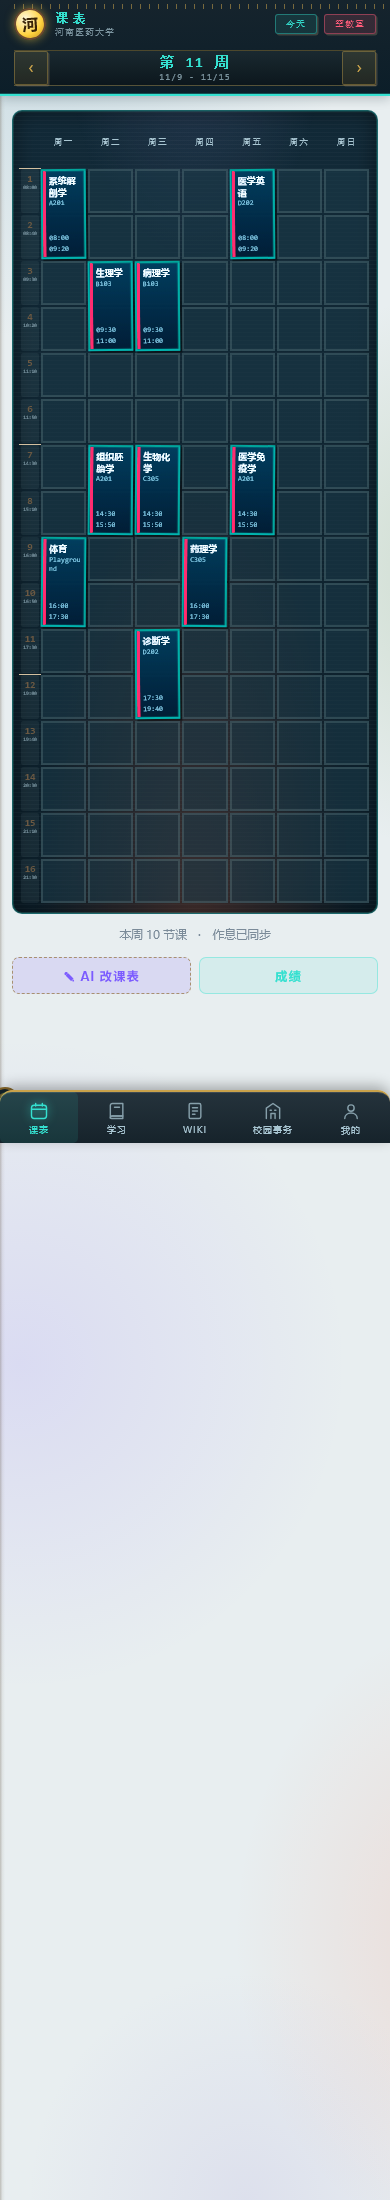 河
课表
河南医药大学
今天
空教室
‹
第 11 周
11/9 - 11/15
›
周一 周二 周三 周四 周五 周六 周日
1
08:00
系统解剖学
A201
08:00
09:20
医学英语
D202
08:00
09:20
2
3
生理学
B103
09:30
11:00
病理学
B103
09:30
11:00
4
5
6
7
14:30
组织胚胎学
A201
14:30
15:50
生物化学
C305
14:30
15:50
医学免疫学
A201
14:30
15:50
8
9
16:00
体育
Playground
16:00
17:30
药理学
C305
16:00
17:30
10
11
17:30
诊断学
D202
17:30
19:40
12
13
14
15
16
本周 10 节课 · 作息已同步
AI 改课表
成绩
课表 学习 WIKI 校园事务 我的